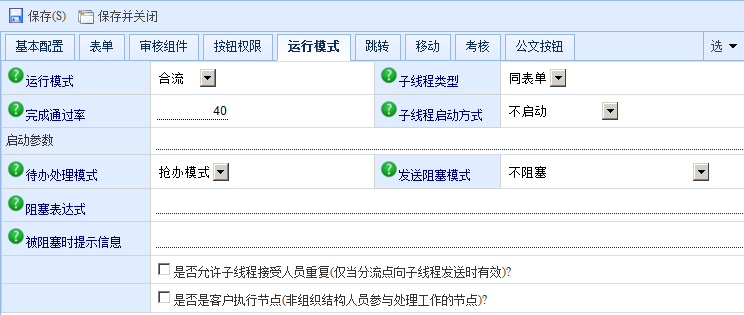 保存(S) 保存并关闭
基本配置 表单 审核组件 按钮权限 运行模式 跳转 移动 考核 公文按钮 选
运行模式 合流 子线程类型 同表单
完成通过率 40 子线程启动方式 不启动
启动参数
待办处理模式 抢办模式 发送阻塞模式 不阻塞
阻塞表达式
被阻塞时提示信息
是否允许子线程接受人员重复(仅当分流点向子线程发送时有效)?
是否是客户执行节点(非组织结构人员参与处理工作的节点)?